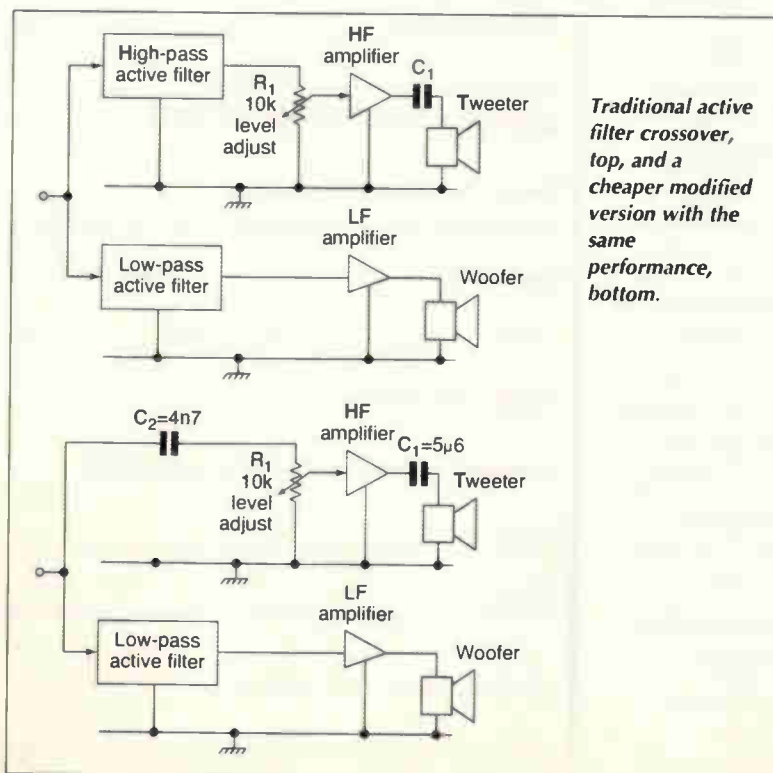 High-pass
active filter
R₁
10k
level
adjust
HF
amplifier
C₁
Tweeter
Low-pass
active filter
LF
amplifier
Woofer
C₂=4n7
R₁
10k
level
adjust
HF
amplifier
C₁=5µ6
Tweeter
Low-pass
active filter
LF
amplifier
Woofer
Traditional active
filter crossover,
top, and a
cheaper modified
version with the
same
performance,
bottom.